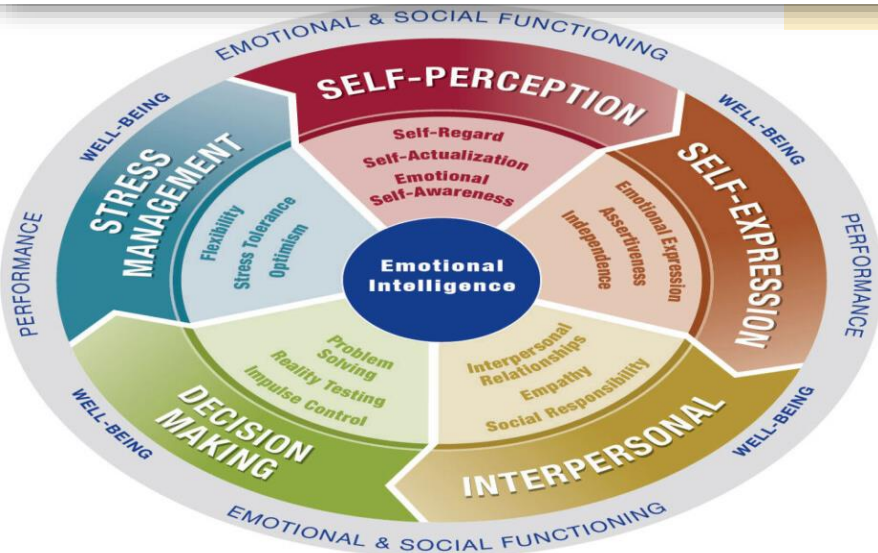 EMOTIONAL & SOCIAL FUNCTIONING
WELL-BEING
WELL-BEING
PERFORMANCE
PERFORMANCE
SELF-PERCEPTION
Self-Regard
Self-Actualization
Emotional
Self-Awareness
SELF-EXPRESSION
Emotional Expression
Assertiveness
Independence
STRESS
MANAGEMENT
Flexibility
Stress Tolerance
Optimism
Emotional
Intelligence
INTERPERSONAL
Interpersonal
Relationships
Empathy
Social Responsibility
DECISION
MAKING
Problem
Solving
Reality Testing
Impulse Control
WELL-BEING
WELL-BEING
EMOTIONAL & SOCIAL FUNCTIONING